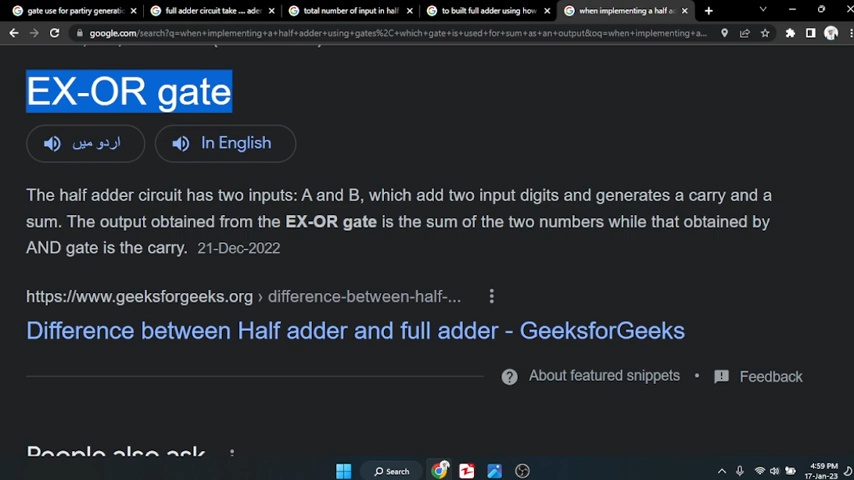 gate use for partiry generati
full adder circuit take ... ader
total number of input in half
to built full adder using how
when implementing a half a
google.com/search?q=when+implementing+a+half+adder+using+gates%2C+which+gate+is+used+for+sum+as+an+output&oq=when+implementing+a...
EX-OR gate
اردو میں
In English
The half adder circuit has two inputs: A and B, which add two input digits and generates a carry and a
sum. The output obtained from the EX-OR gate is the sum of the two numbers while that obtained by
AND gate is the carry. 21-Dec-2022
https://www.geeksforgeeks.org › difference-between-half-...
Difference between Half adder and full adder - GeeksforGeeks
About featured snippets • Feedback
People also ask
Search
4:59 PM
17-Jan-23